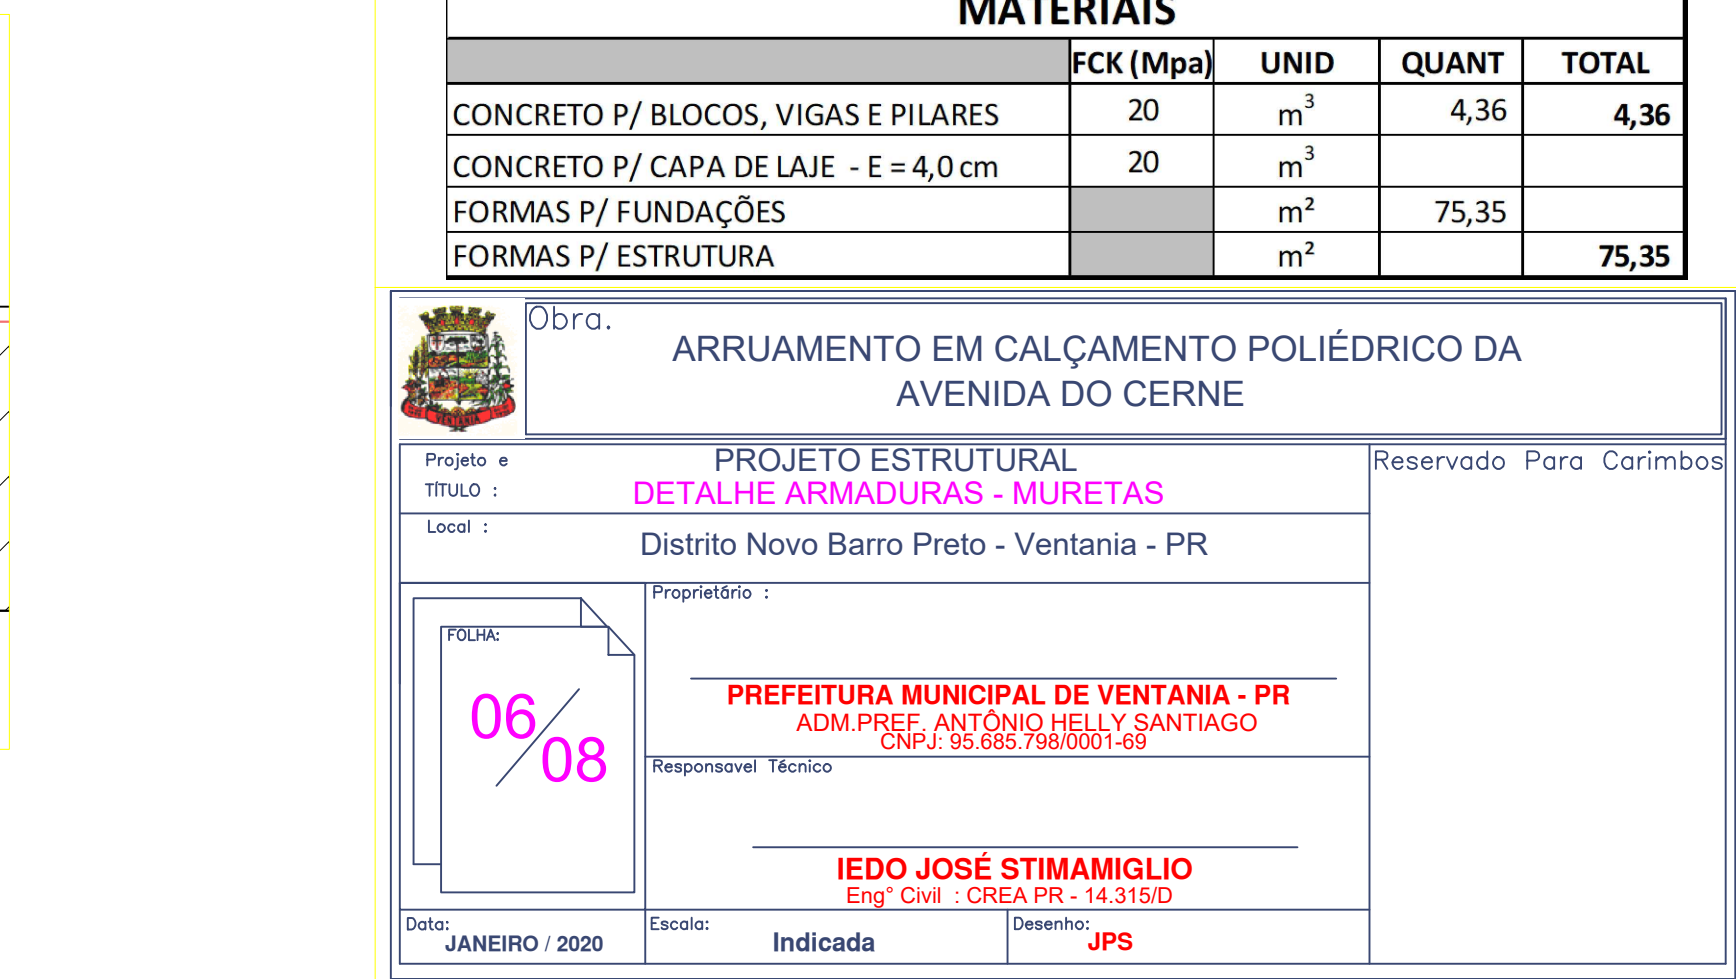 MATERIAIS
FCK (Mpa) UNID QUANT TOTAL
CONCRETO P/ BLOCOS, VIGAS E PILARES 20 m³ 4,36 4,36
CONCRETO P/ CAPA DE LAJE - E = 4,0 cm 20 m³
FORMAS P/ FUNDAÇÕES m² 75,35
FORMAS P/ ESTRUTURA m² 75,35
VENTANIA
Obra.
ARRUAMENTO EM CALÇAMENTO POLIÉDRICO DA
AVENIDA DO CERNE
Projeto e
TÍTULO :
PROJETO ESTRUTURAL
DETALHE ARMADURAS - MURETAS
Reservado Para Carimbos
Local :
Distrito Novo Barro Preto - Ventania - PR
FOLHA:
06/08
Proprietário :
PREFEITURA MUNICIPAL DE VENTANIA - PR
ADM.PREF. ANTÔNIO HELLY SANTIAGO
CNPJ: 95.685.798/0001-69
Responsavel Técnico
IEDO JOSÉ STIMAMIGLIO
Eng° Civil : CREA PR - 14.315/D
Data:
JANEIRO / 2020
Escala:
Indicada
Desenho:
JPS